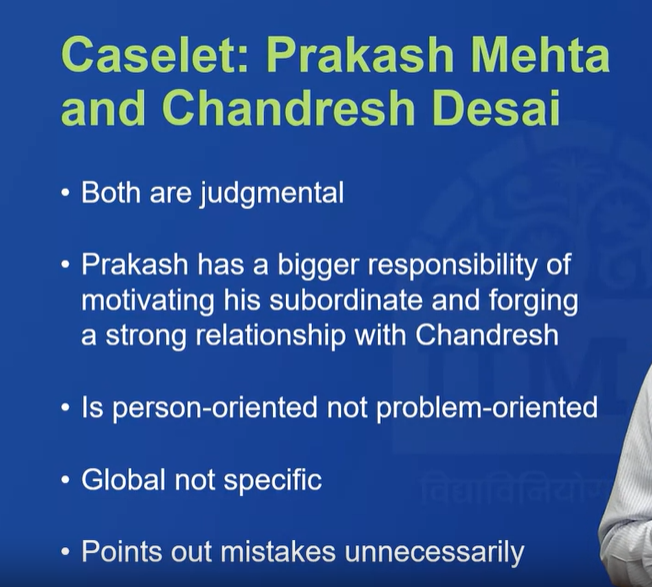 Caselet: Prakash Mehta
and Chandresh Desai
• Both are judgmental
• Prakash has a bigger responsibility of
motivating his subordinate and forging
a strong relationship with Chandresh
• Is person-oriented not problem-oriented
• Global not specific
• Points out mistakes unnecessarily
IIM